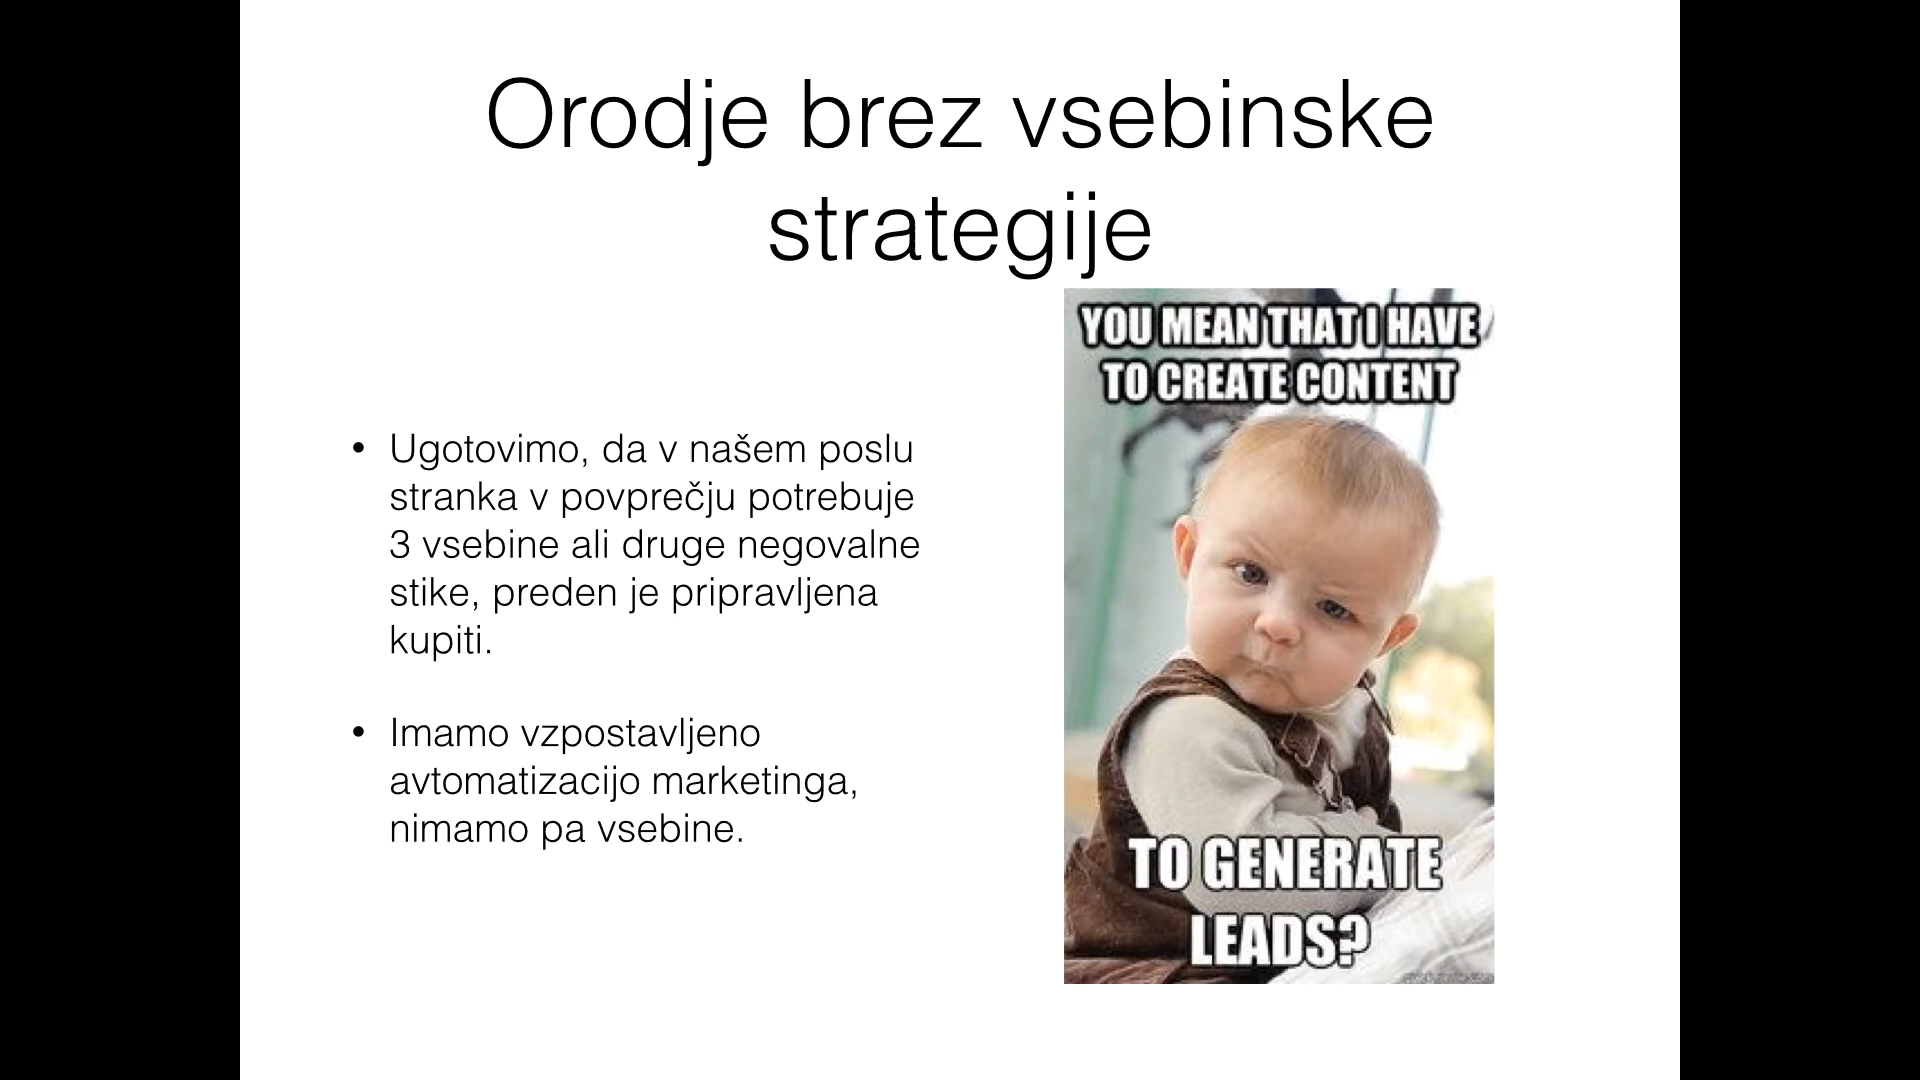 Orodje brez vsebinske
strategije
• Ugotovimo, da v našem poslu
stranka v povprečju potrebuje
3 vsebine ali druge negovalne
stike, preden je pripravljena
kupiti.
• Imamo vzpostavljeno
avtomatizacijo marketinga,
nimamo pa vsebine.
YOU MEAN THAT I HAVE
TO CREATE CONTENT
TO GENERATE
LEADS?